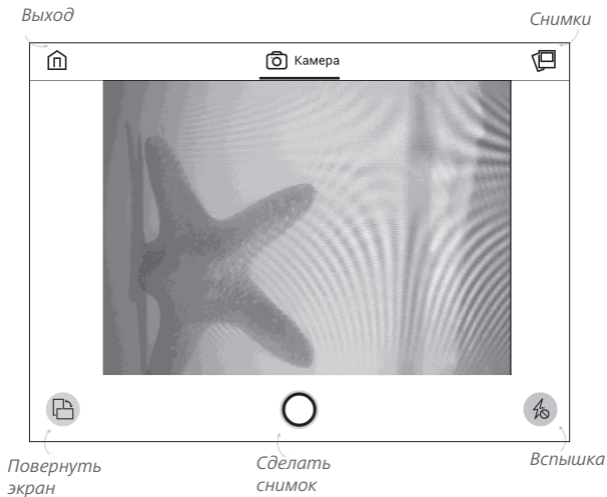 Выход
Снимки
Камера
Повернуть
экран
Сделать
снимок
Вспышка